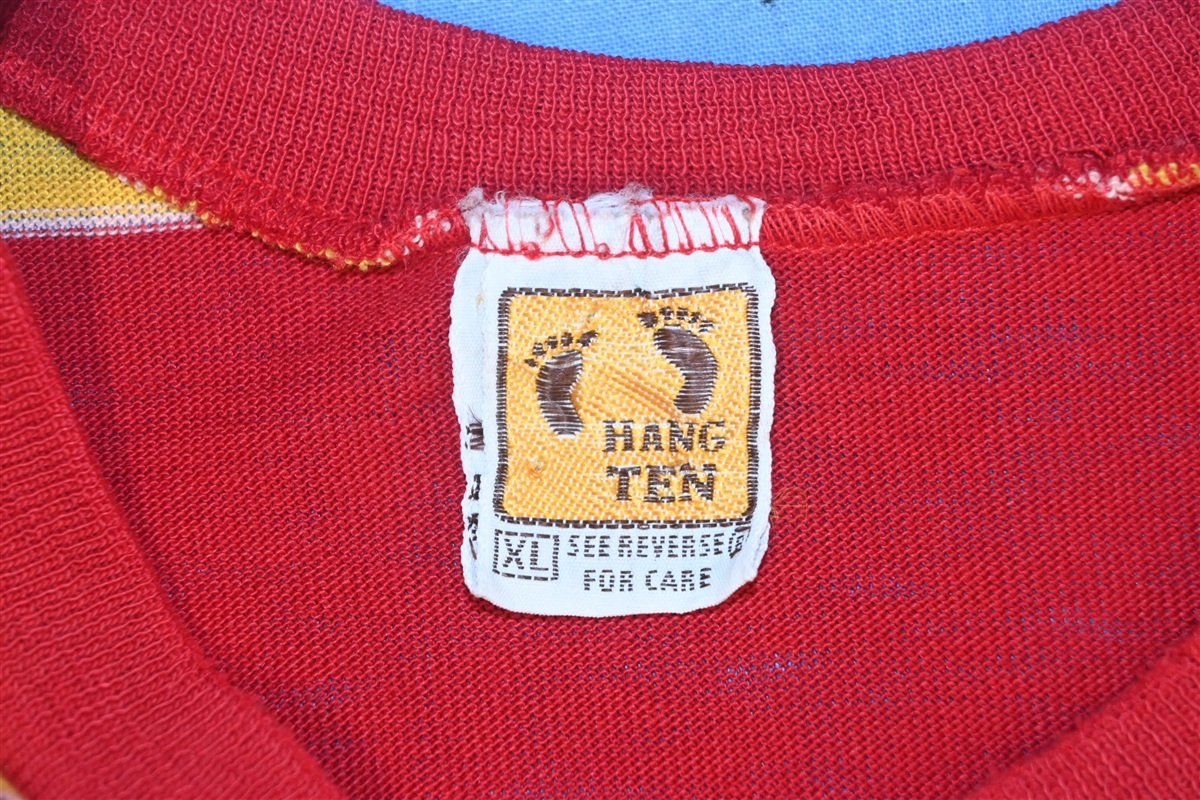 HANG
TEN
XL
SEE REVERSE
FOR CARE